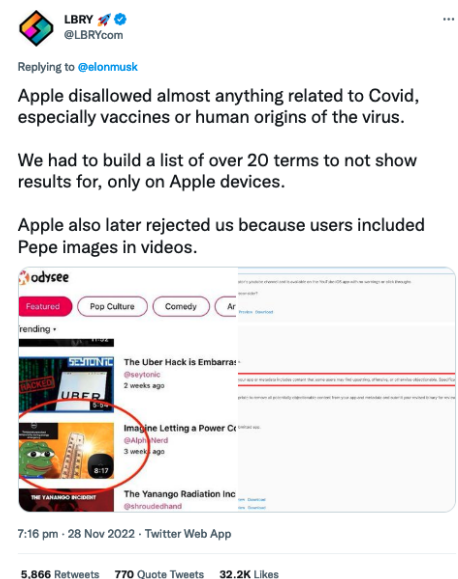 LBRY
@LBRYcom
Replying to @elonmusk
Apple disallowed almost anything related to Covid,
especially vaccines or human origins of the virus.
We had to build a list of over 20 terms to not show
results for, only on Apple devices.
Apple also later rejected us because users included
Pepe images in videos.
odysee
Featured
Pop Culture
Comedy
Ar
rending
SEYTONIC
HACKED
UBER
5:54
The Uber Hack is Embarras
@seytonic
2 weeks ago
8:17
Imagine Letting a Power Co
@AlphaNerd
3 weeks ago
THE YANANGO INCIDENT
The Yanango Radiation Inc
@shroudedhand
7:16 pm · 28 Nov 2022 · Twitter Web App
5,866 Retweets 770 Quote Tweets 32.2K Likes